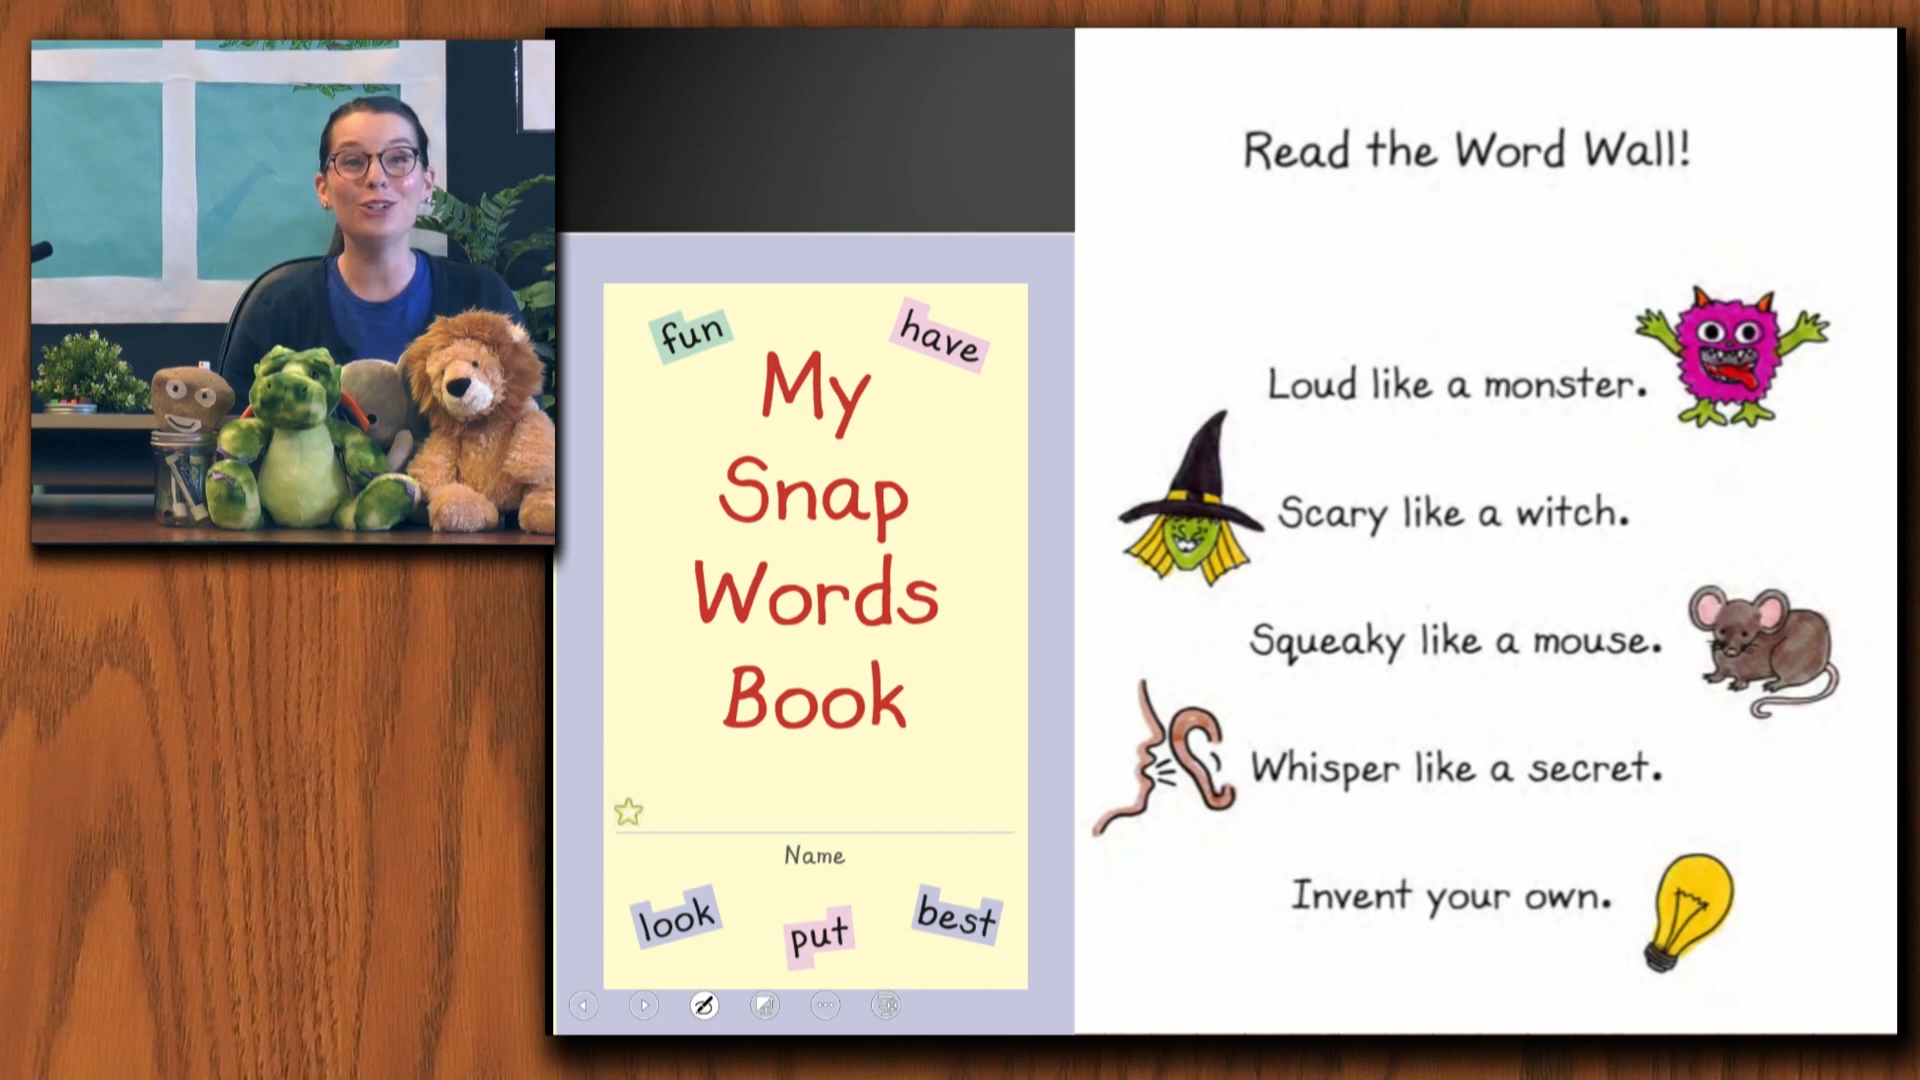 fun
have
My
Snap
Words
Book
Name
look
put
best
Read the Word Wall!
Loud like a monster.
Scary like a witch.
Squeaky like a mouse.
Whisper like a secret.
Invent your own.